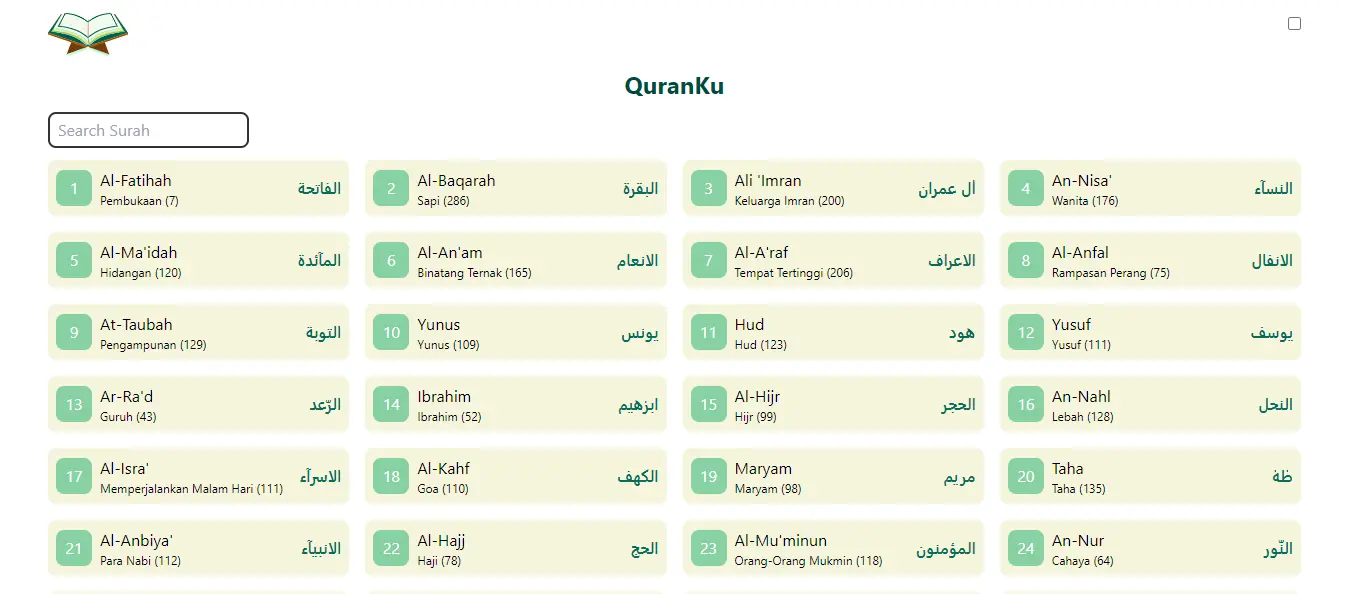 QuranKu
Search Surah
1 Al-Fatihah الفاتحة
Pembukaan (7)
2 Al-Baqarah البقرة
Sapi (286)
3 Ali 'Imran اٰل عمران
Keluarga Imran (200)
4 An-Nisa' النساۤء
Wanita (176)
5 Al-Ma'idah الماۤئدة
Hidangan (120)
6 Al-An'am الانعام
Binatang Ternak (165)
7 Al-A'raf الاعراف
Tempat Tertinggi (206)
8 Al-Anfal الانفال
Rampasan Perang (75)
9 At-Taubah التوبة
Pengampunan (129)
10 Yunus يونس
Yunus (109)
11 Hud هود
Hud (123)
12 Yusuf يوسف
Yusuf (111)
13 Ar-Ra'd الرّعد
Guruh (43)
14 Ibrahim ابرٰهيم
Ibrahim (52)
15 Al-Hijr الحجر
Hijr (99)
16 An-Nahl النحل
Lebah (128)
17 Al-Isra' الاسراۤء
Memperjalankan Malam Hari (111)
18 Al-Kahf الكهف
Goa (110)
19 Maryam مريم
Maryam (98)
20 Taha طٰهٰ
Taha (135)
21 Al-Anbiya' الانبياۤء
Para Nabi (112)
22 Al-Hajj الحج
Haji (78)
23 Al-Mu'minun المؤمنون
Orang-Orang Mukmin (118)
24 An-Nur النّور
Cahaya (64)